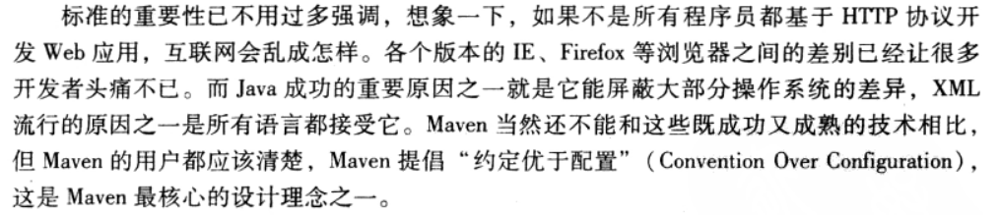 标准的重要性已不用过多强调，想象一下，如果不是所有程序员都基于 HTTP 协议开
发 Web 应用，互联网会乱成怎样。各个版本的 IE、Firefox 等浏览器之间的差别已经让很多
开发者头痛不已。而 Java 成功的重要原因之一就是它能屏蔽大部分操作系统的差异，XML
流行的原因之一是所有语言都接受它。Maven 当然还不能和这些既成功又成熟的技术相比，
但 Maven 的用户都应该清楚，Maven 提倡“约定优于配置”（Convention Over Configuration），
这是 Maven 最核心的设计理念之一。